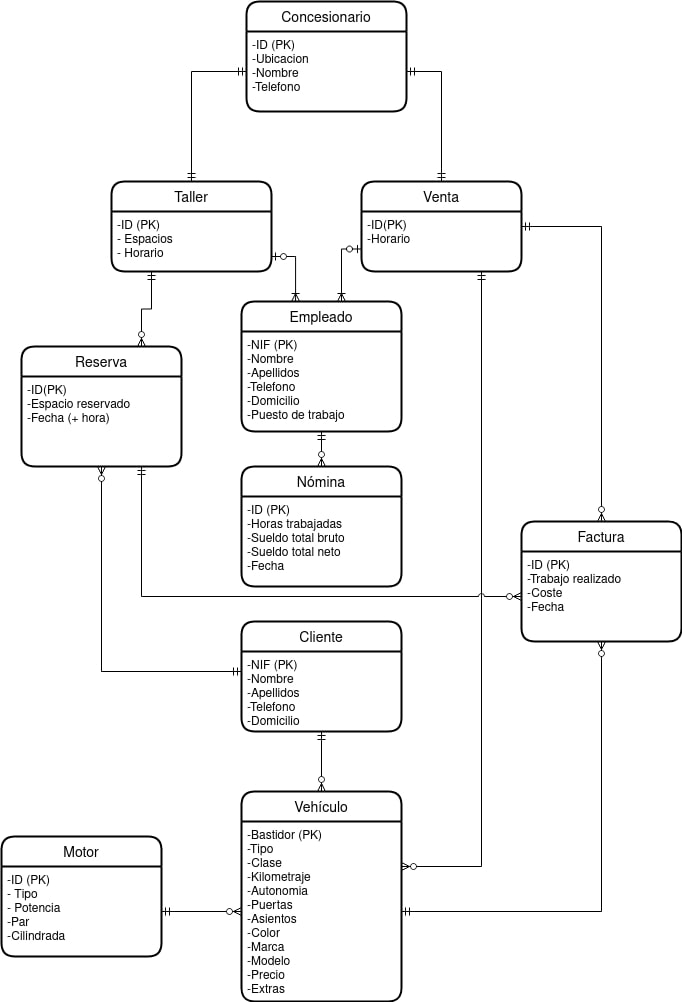 Concesionario
-ID (PK)
-Ubicacion
-Nombre
-Telefono
Taller
-ID (PK)
- Espacios
- Horario
Venta
-ID(PK)
-Horario
Empleado
-NIF (PK)
-Nombre
-Apellidos
-Telefono
-Domicilio
-Puesto de trabajo
Reserva
-ID(PK)
-Espacio reservado
-Fecha (+ hora)
Nómina
-ID (PK)
-Horas trabajadas
-Sueldo total bruto
-Sueldo total neto
-Fecha
Factura
-ID (PK)
-Trabajo realizado
-Coste
-Fecha
Cliente
-NIF (PK)
-Nombre
-Apellidos
-Telefono
-Domicilio
Vehículo
-Bastidor (PK)
-Tipo
-Clase
-Kilometraje
-Autonomia
-Puertas
-Asientos
-Color
-Marca
-Modelo
-Precio
-Extras
Motor
-ID (PK)
- Tipo
- Potencia
-Par
-Cilindrada